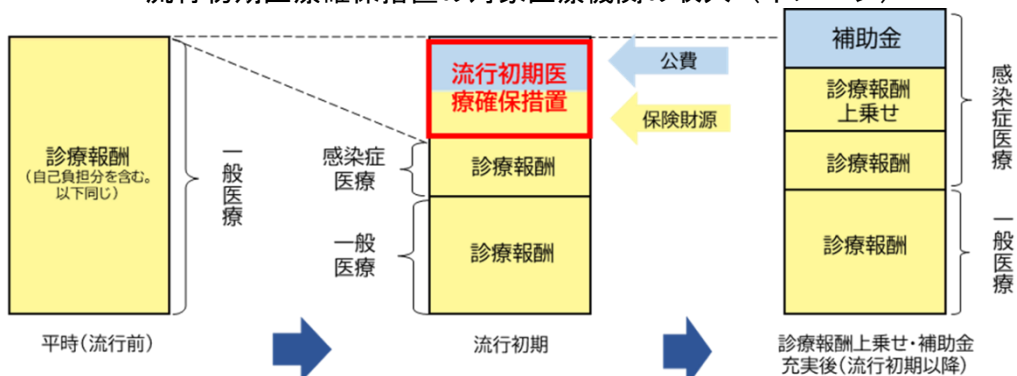 診療報酬
(自己負担分を含む。
以下同じ)
一般医療
平時(流行前)
流行初期医
療確保措置
公費
保険財源
感染症
医療
診療報酬
一般
医療
診療報酬
流行初期
補助金
診療報酬
上乗せ
診療報酬
感染症医療
診療報酬
一般医療
診療報酬上乗せ・補助金
充実後(流行初期以降)